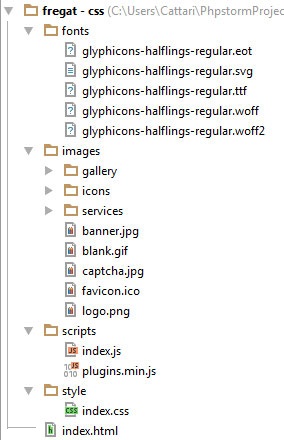 fregat - css (C:\Users\Cattari\PhpstormProjec
fonts
glyphicons-halflings-regular.eot
glyphicons-halflings-regular.svg
glyphicons-halflings-regular.ttf
glyphicons-halflings-regular.woff
glyphicons-halflings-regular.woff2
images
gallery
icons
services
banner.jpg
blank.gif
captcha.jpg
favicon.ico
logo.png
scripts
index.js
plugins.min.js
style
index.css
index.html